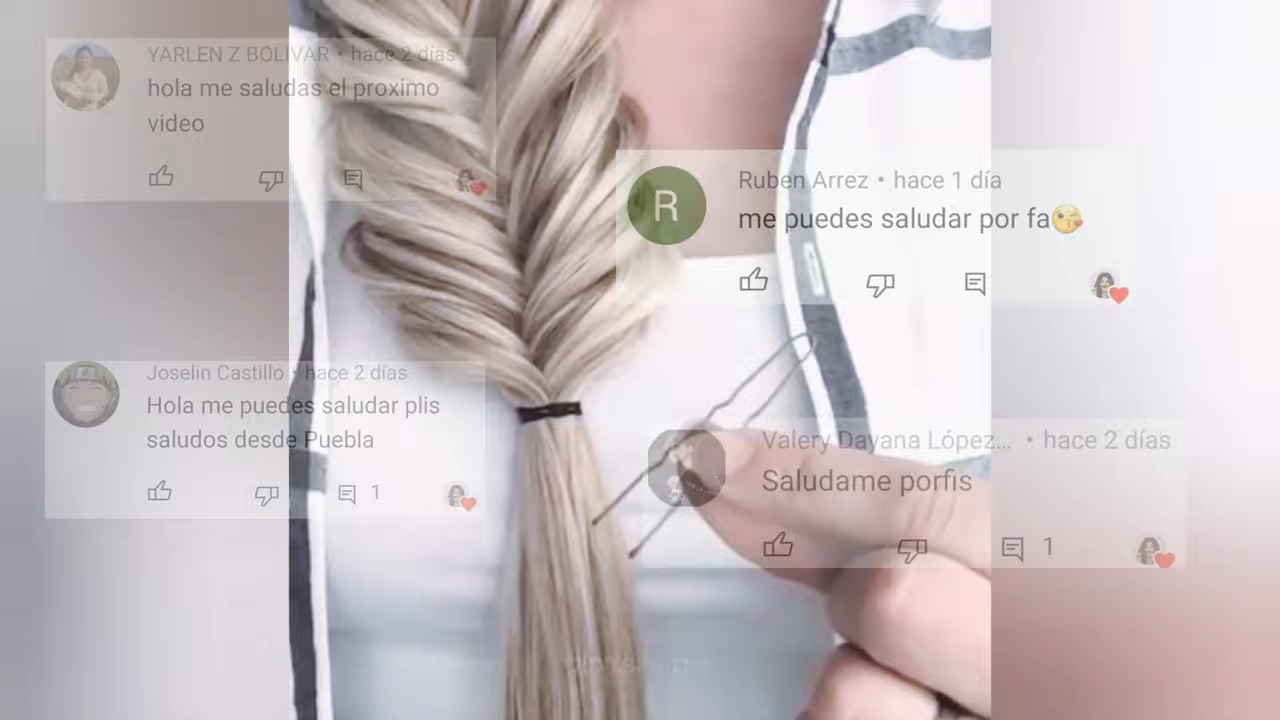 YARLEN Z BOLIVAR • hace 2 días
hola me saludas el proximo
video
Ruben Arrez • hace 1 día
R
me puedes saludar por fa😘
Joselin Castillo • hace 2 días
Hola me puedes saludar plis
saludos desde Puebla
1
Valery Dayana López... • hace 2 días
Saludame porfis
1